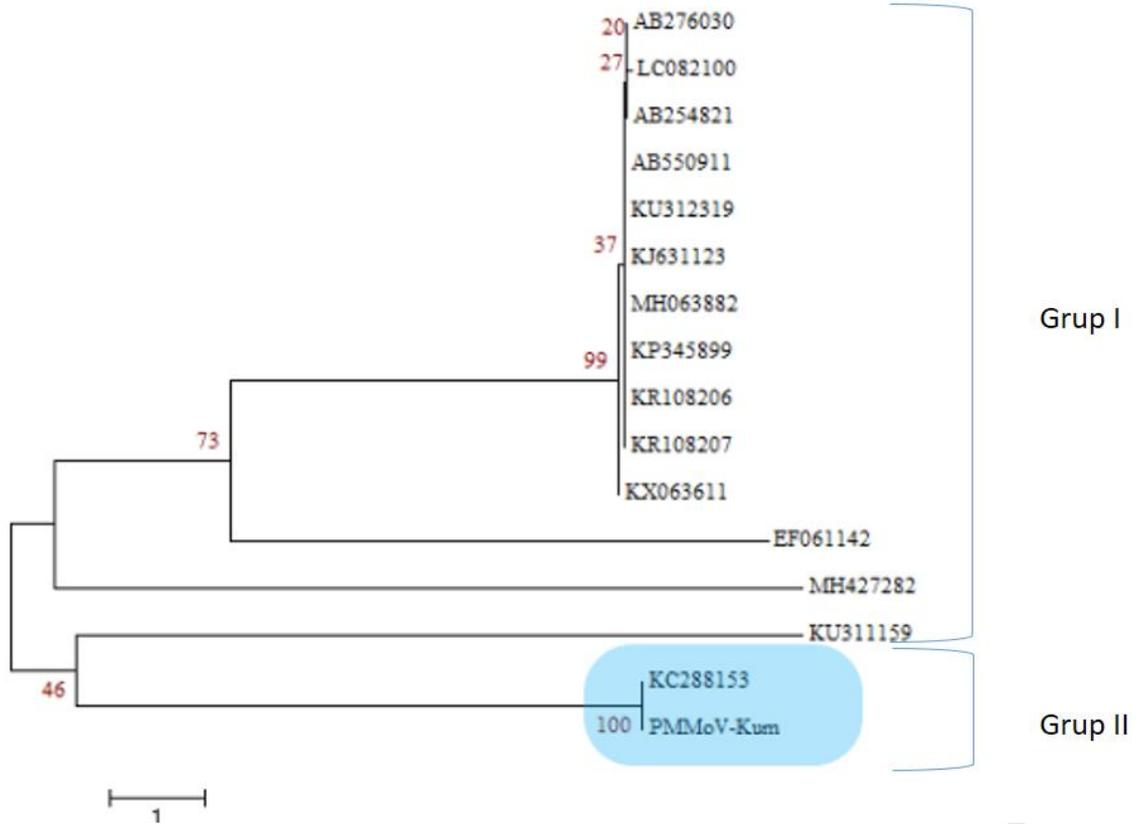 20
AB276030
27
LC082100
AB254821
AB550911
KU312319
37
KJ631123
MH063882
Grup I
KP345899
99
KR108206
73
KR108207
KX063611
EF061142
MH427282
KU311159
KC288153
46
100
PMMoV-Kum
Grup II
1